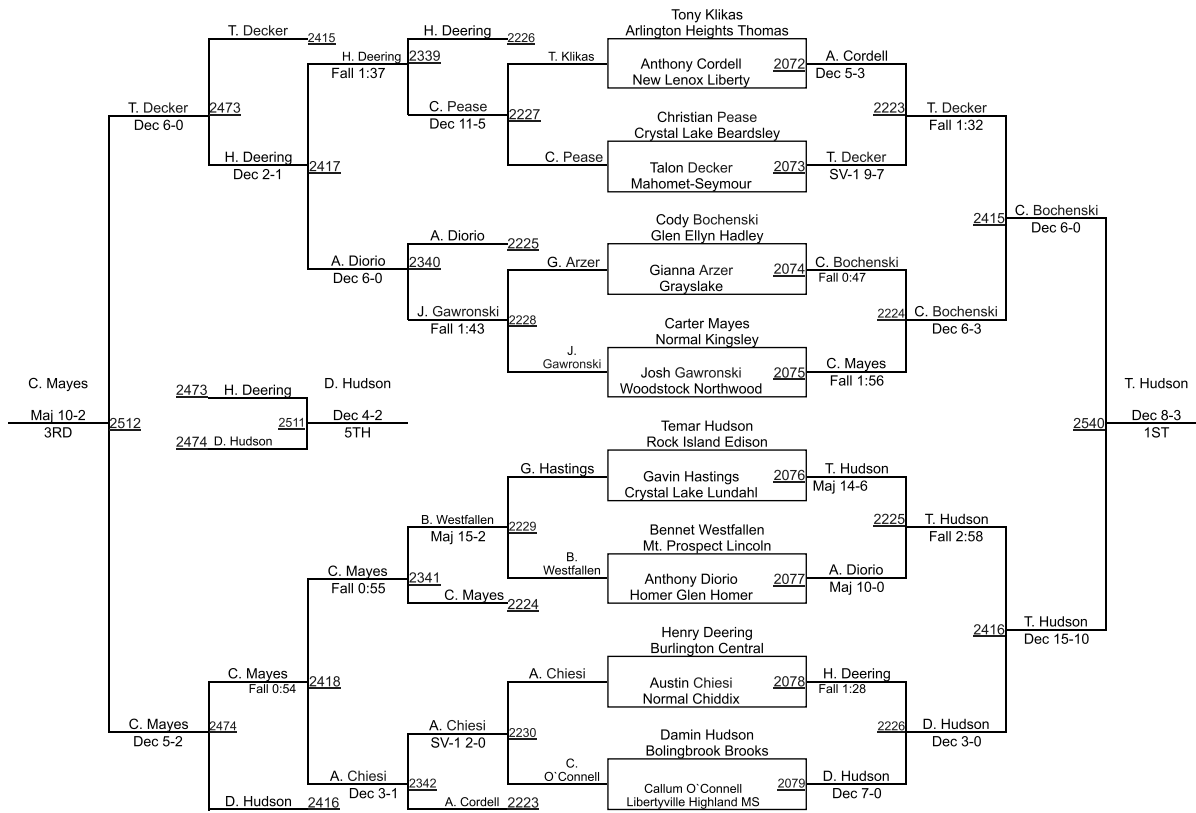 Tony Klikas
T. Decker
H. Deering
Arlington Heights Thomas
2415
2226
H. Deering
2339
T. Klikas
Anthony Cordell
2072
A. Cordell
Fall 1:37
New Lenox Liberty
Dec 5-3
T. Decker
2473
C. Pease
2227
Christian Pease
2223
T. Decker
Dec 6-0
Dec 11-5
Crystal Lake Beardsley
Fall 1:32
H. Deering
2417
C. Pease
Talon Decker
2073
T. Decker
Dec 2-1
Mahomet-Seymour
SV-1 9-7
Cody Bochenski
2415
C. Bochenski
A. Diorio
2225
Glen Ellyn Hadley
Dec 6-0
A. Diorio
2340
G. Arzer
Gianna Arzer
2074
C. Bochenski
Dec 6-0
Grayslake
Fall 0:47
J. Gawronski
2228
Carter Mayes
2224
C. Bochenski
Fall 1:43
Normal Kingsley
Dec 6-3
J.
Gawronski
Josh Gawronski
2075
C. Mayes
Woodstock Northwood
Fall 1:56
C. Mayes
2473
H. Deering
D. Hudson
T. Hudson
Maj 10-2
2512
2511
Dec 4-2
2540
Dec 8-3
3RD
5TH
1ST
2474
D. Hudson
Temar Hudson
Rock Island Edison
G. Hastings
Gavin Hastings
2076
T. Hudson
Crystal Lake Lundahl
Maj 14-6
B. Westfallen
2229
Bennet Westfallen
2225
T. Hudson
Maj 15-2
Mt. Prospect Lincoln
Fall 2:58
B.
Westfallen
C. Mayes
2341
Anthony Diorio
2077
A. Diorio
Fall 0:55
Homer Glen Homer
Maj 10-0
C. Mayes
2224
Henry Deering
2416
T. Hudson
Burlington Central
Dec 15-10
C. Mayes
2418
A. Chiesi
Austin Chiesi
2078
H. Deering
Fall 0:54
Normal Chiddix
Fall 1:28
C. Mayes
2474
A. Chiesi
2230
Damin Hudson
2226
D. Hudson
Dec 5-2
SV-1 2-0
Bolingbrook Brooks
Dec 3-0
C.
O`Connell
A. Chiesi
2342
Callum O`Connell
2079
D. Hudson
Dec 3-1
Libertyville Highland MS
Dec 7-0
D. Hudson
2416
A. Cordell
2223